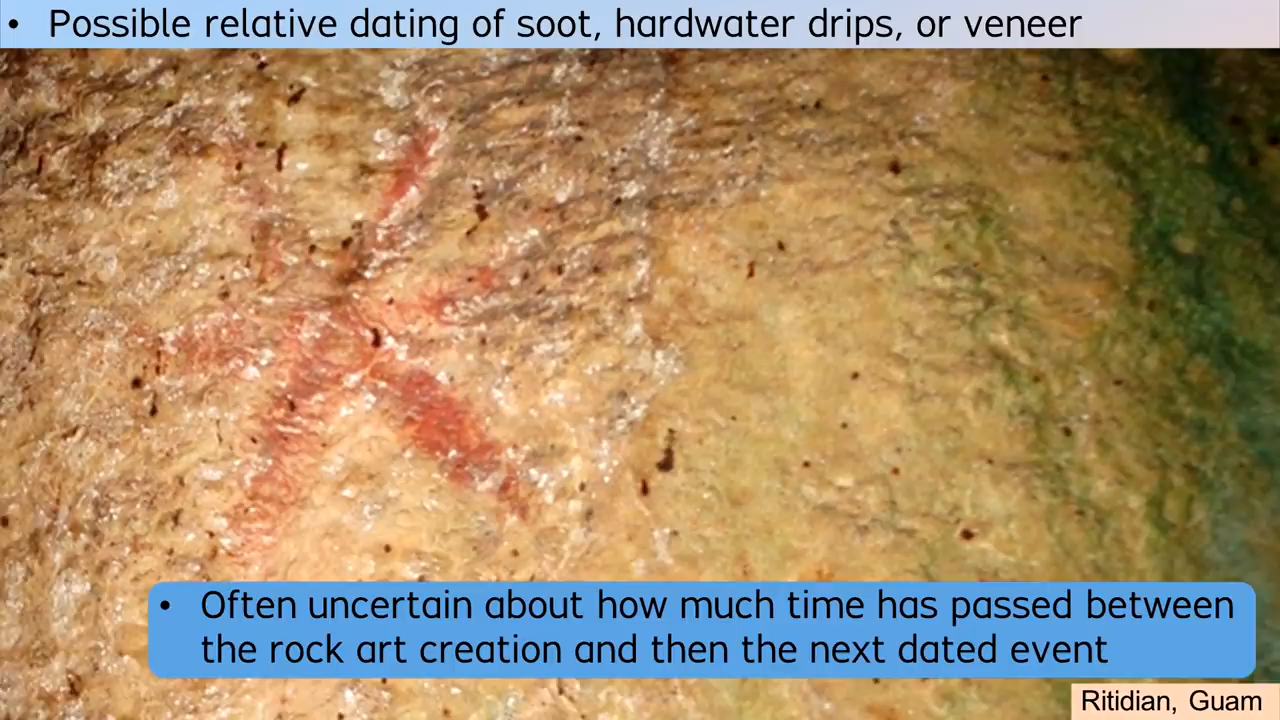 • Possible relative dating of soot, hardwater drips, or veneer
• Often uncertain about how much time has passed between
the rock art creation and then the next dated event
Ritidian, Guam